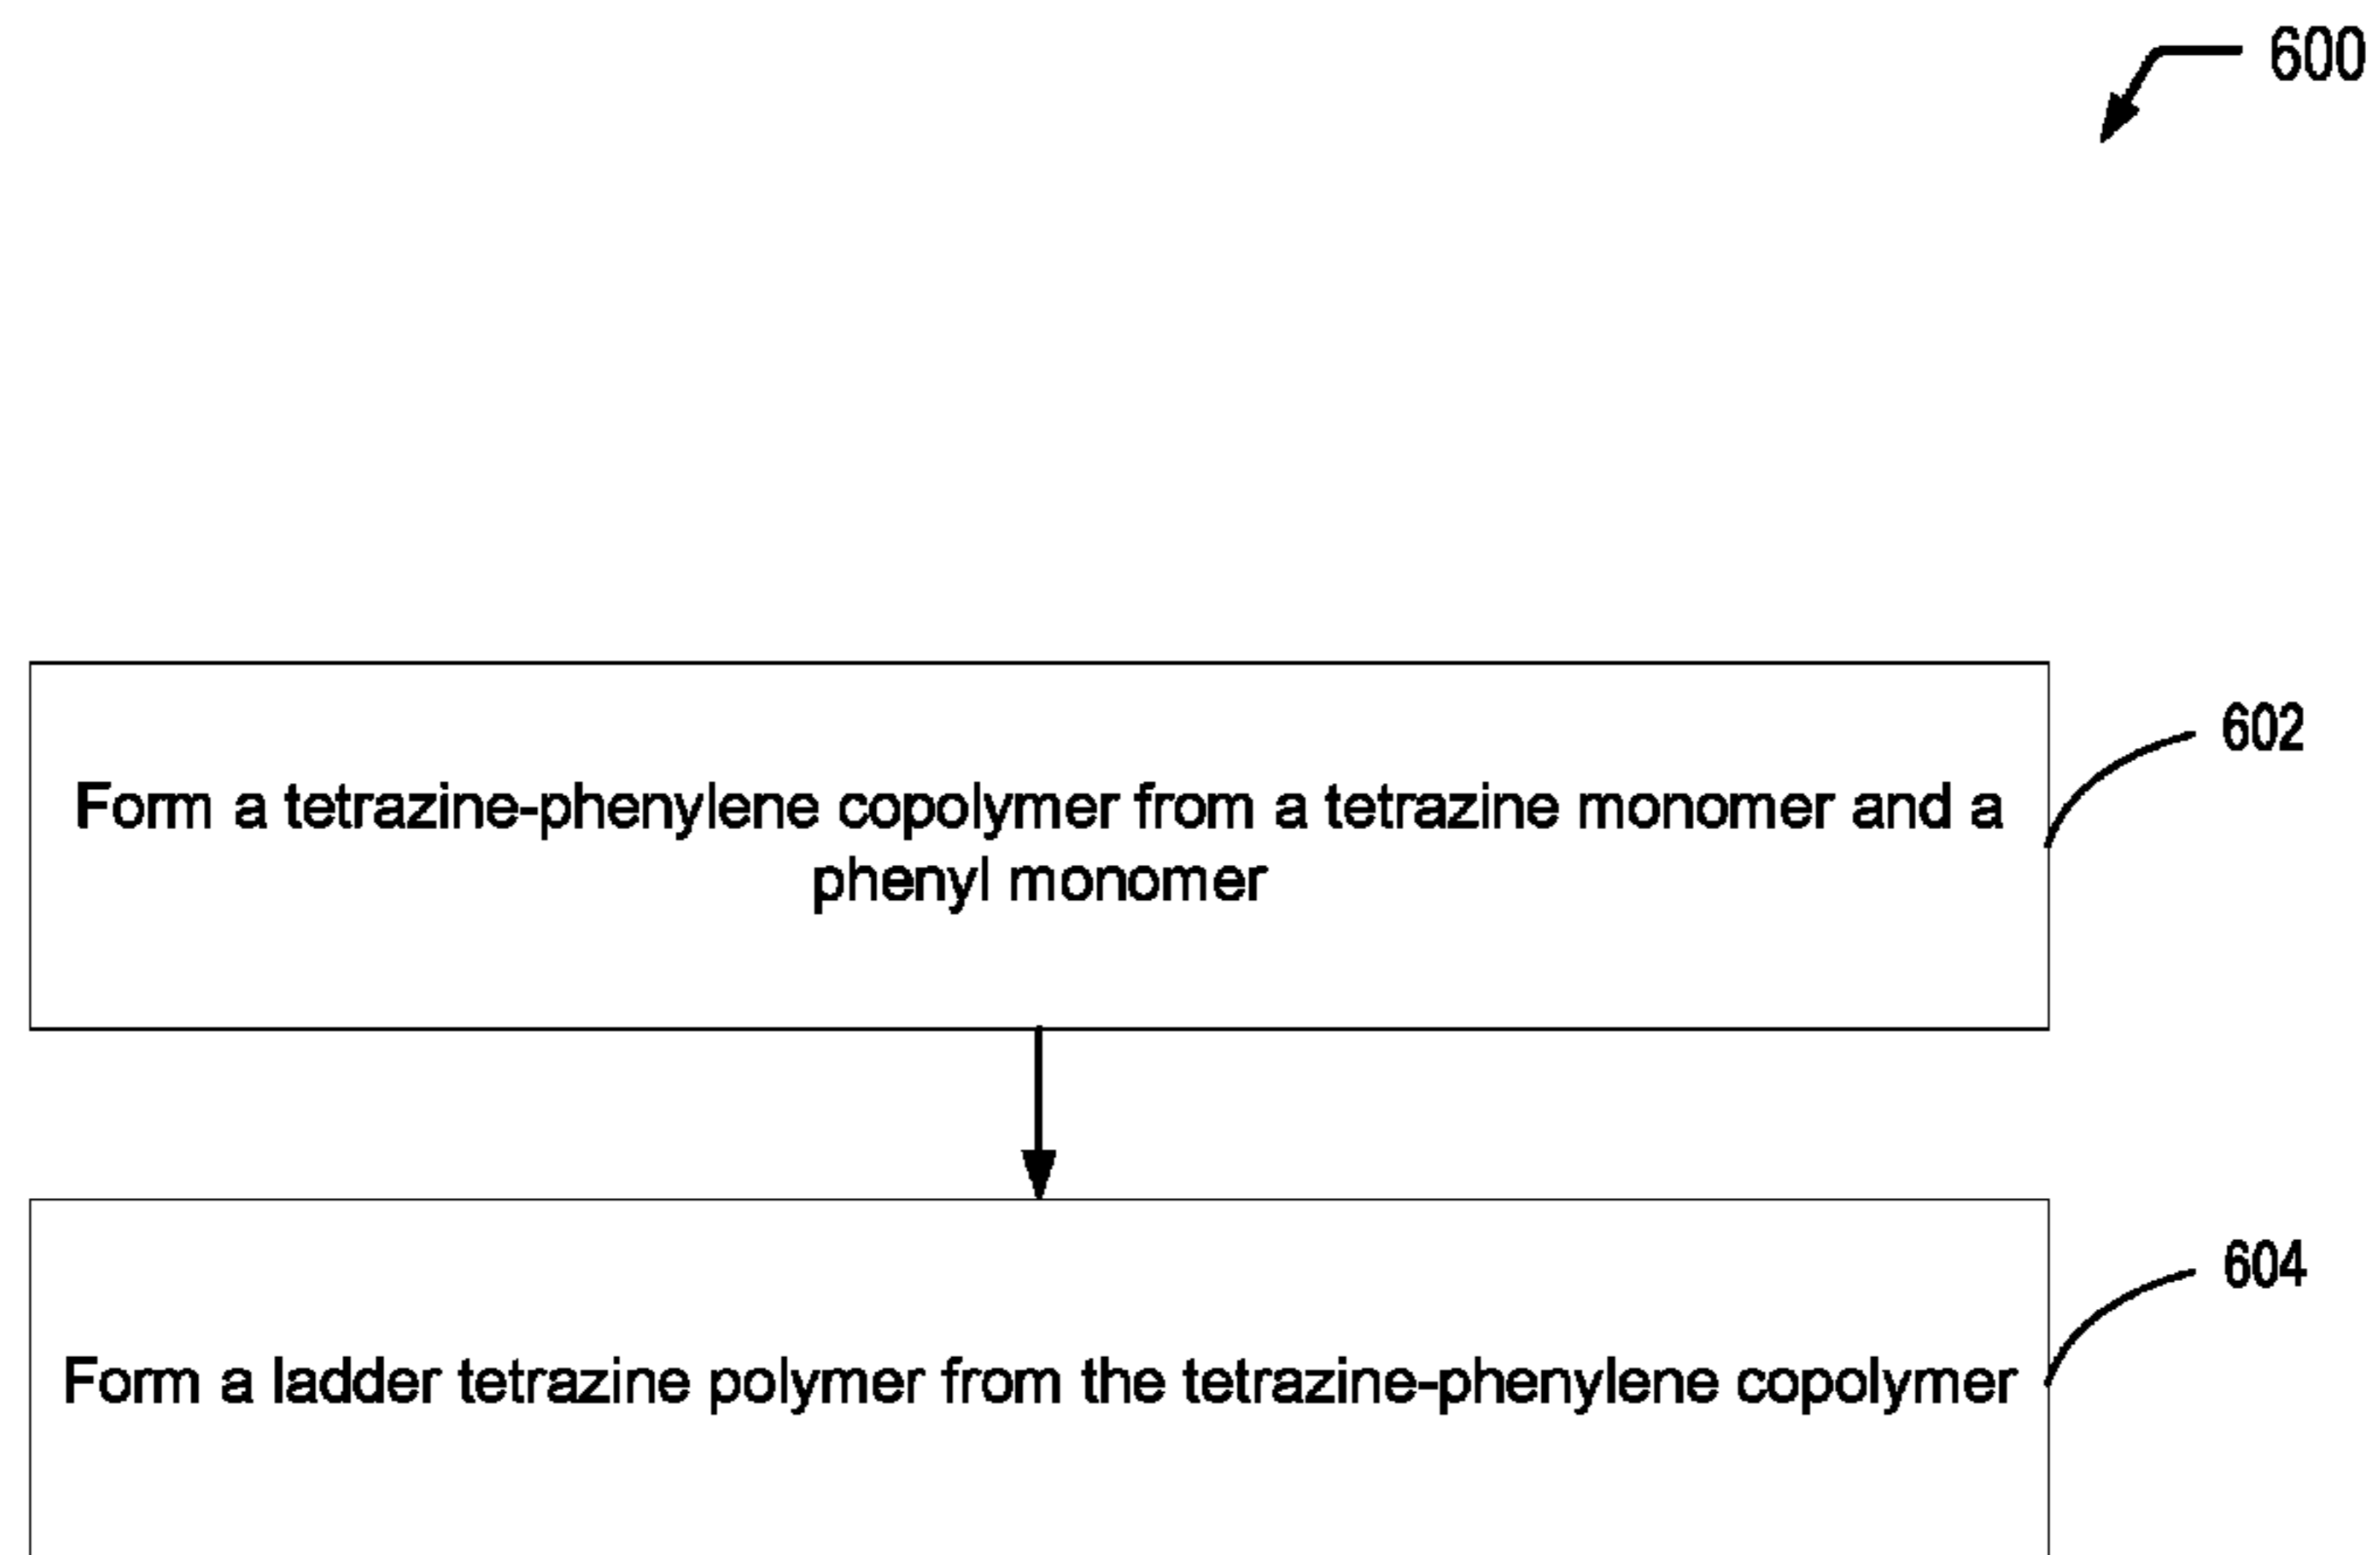 600
Form a tetrazine-phenylene copolymer from a tetrazine monomer and a
phenyl monomer
602
Form a ladder tetrazine polymer from the tetrazine-phenylene copolymer
604